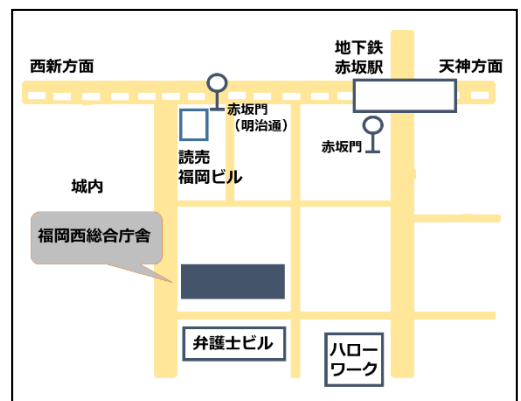 地下鉄
赤坂駅
西新方面
天神方面
赤坂門
（明治通）
赤坂門
読売
福岡ビル
城内
福岡西総合庁舎
弁護士ビル
ハロー
ワーク